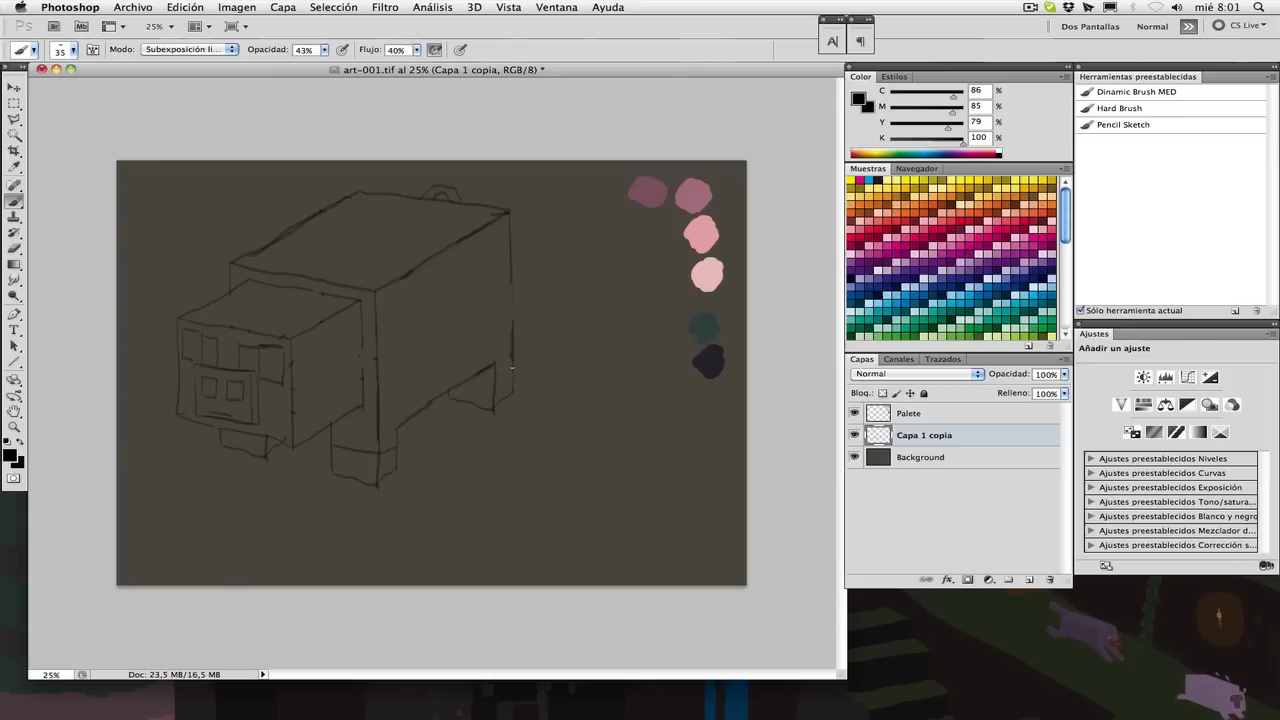 Photoshop Archivo Edición Imagen Capa Selección Filtro Análisis 3D Vista Ventana Ayuda mié 8:01
Ps 25% Dos Pantallas Normal CS Live
35 Modo: Subexposición li... Opacidad: 43% Flujo: 40%
A| ¶
art-001.tif al 25% (Capa 1 copia, RGB/8) *
Color Estilos
C 86 %
M 85 %
Y 79 %
K 100 %
Muestras Navegador
Capas Canales Trazados
Normal Opacidad: 100%
Bloq.: Relleno: 100%
Palete
Capa 1 copia
Background
fx
Herramientas preestablecidas
Dinamic Brush MED
Hard Brush
Pencil Sketch
Sólo herramienta actual
Ajustes
Añadir un ajuste
Ajustes preestablecidos Niveles
Ajustes preestablecidos Curvas
Ajustes preestablecidos Exposición
Ajustes preestablecidos Tono/satura...
Ajustes preestablecidos Blanco y negro
Ajustes preestablecidos Mezclador d...
Ajustes preestablecidos Corrección s...
25% Doc: 23,5 MB/16,5 MB